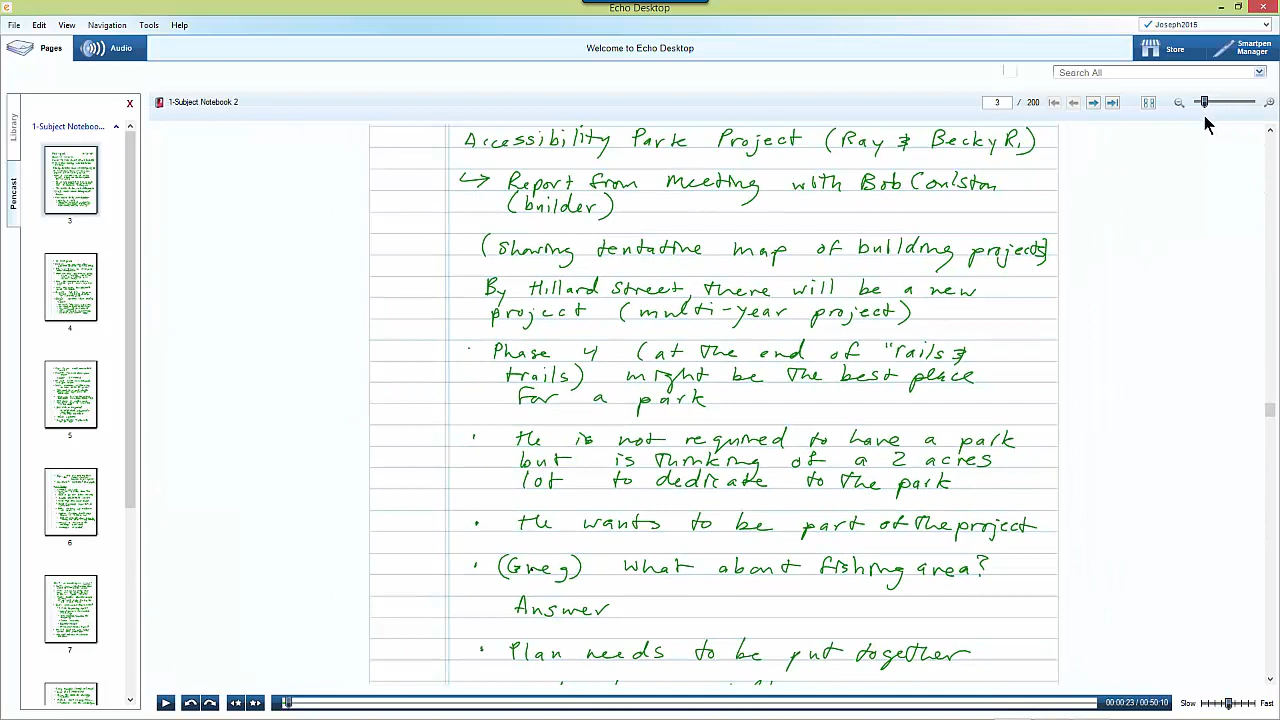 Echo Desktop
File Edit View Navigation Tools Help
Joseph2015
Pages Audio Welcome to Echo Desktop Store Smartpen Manager
Search All
1-Subject Notebook 2 3 / 200
Library
Pencast
1-Subject Noteboo...
3
4
5
6
7
Accessibility Park Project (Ray & Becky R.)
↪ Report from meeting with Bob Coulston
(builder)
(showing tentative map of building projects)
By Hillard Street, there will be a new
project (multi-year project)
· Phase 4 (at the end of "rails &
trails) might be the best place
for a park
· He is not required to have a park
but is thinking of a 2 acres
lot to dedicate to the park
· He wants to be part of the project
· (Greg) what about fishing area?
Answer
· Plan needs to be put together
00:00:23 / 00:50:10 Slow Fast